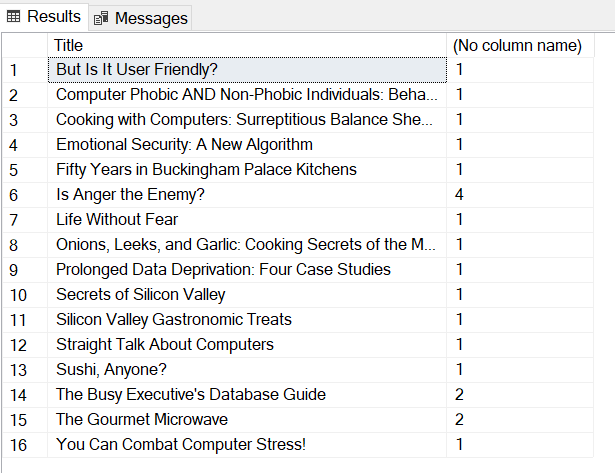 Results Messages
Title (No column name)
1 But Is It User Friendly? 1
2 Computer Phobic AND Non-Phobic Individuals: Beha... 1
3 Cooking with Computers: Surreptitious Balance She... 1
4 Emotional Security: A New Algorithm 1
5 Fifty Years in Buckingham Palace Kitchens 1
6 Is Anger the Enemy? 4
7 Life Without Fear 1
8 Onions, Leeks, and Garlic: Cooking Secrets of the M... 1
9 Prolonged Data Deprivation: Four Case Studies 1
10 Secrets of Silicon Valley 1
11 Silicon Valley Gastronomic Treats 1
12 Straight Talk About Computers 1
13 Sushi, Anyone? 1
14 The Busy Executive's Database Guide 2
15 The Gourmet Microwave 2
16 You Can Combat Computer Stress! 1